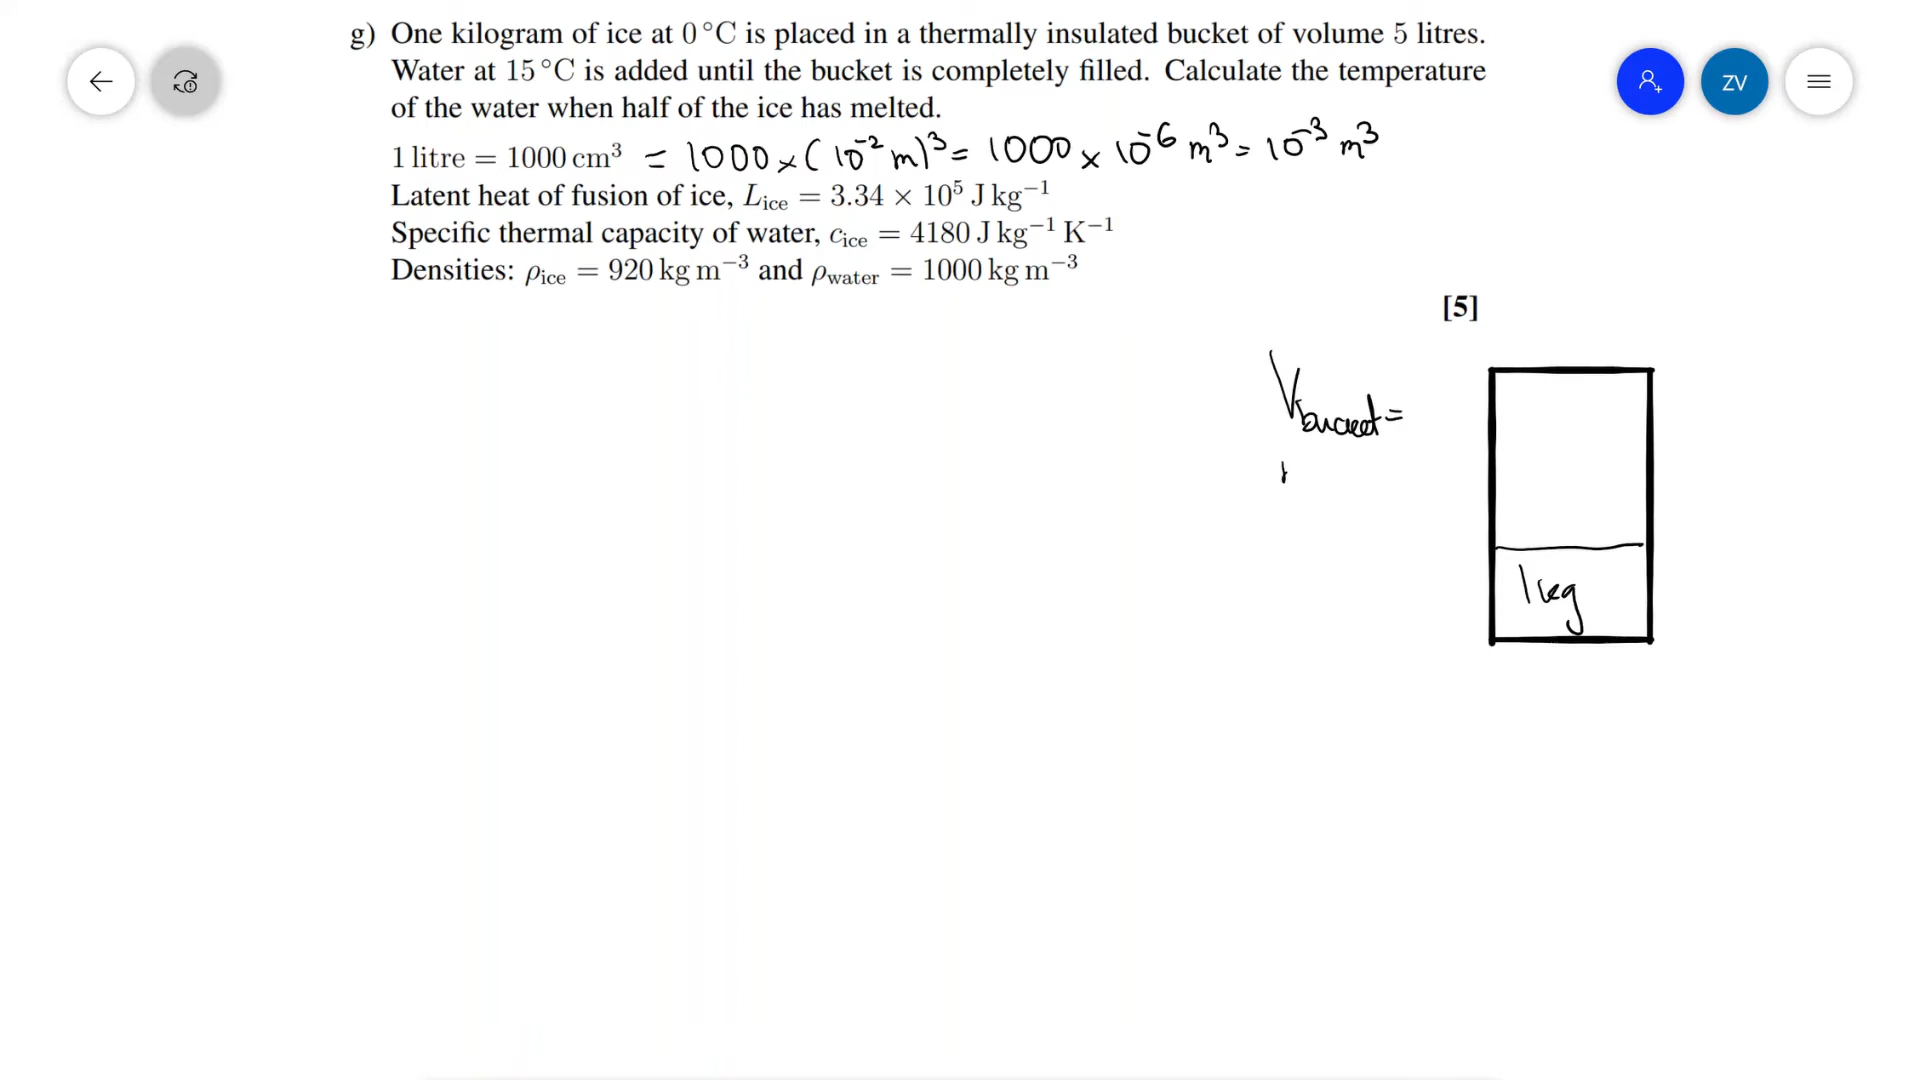 g) One kilogram of ice at 0 °C is placed in a thermally insulated bucket of volume 5 litres.
Water at 15 °C is added until the bucket is completely filled. Calculate the temperature
of the water when half of the ice has melted.
1 litre = 1000 cm³ = 1000 × (10⁻² m)³ = 1000 × 10⁻⁶ m³ = 10⁻³ m³
Latent heat of fusion of ice, L_ice = 3.34 × 10⁵ J kg⁻¹
Specific thermal capacity of water, c_ice = 4180 J kg⁻¹ K⁻¹
Densities: ρ_ice = 920 kg m⁻³ and ρ_water = 1000 kg m⁻³
[5]
V_bucket =
1 kg
ZV